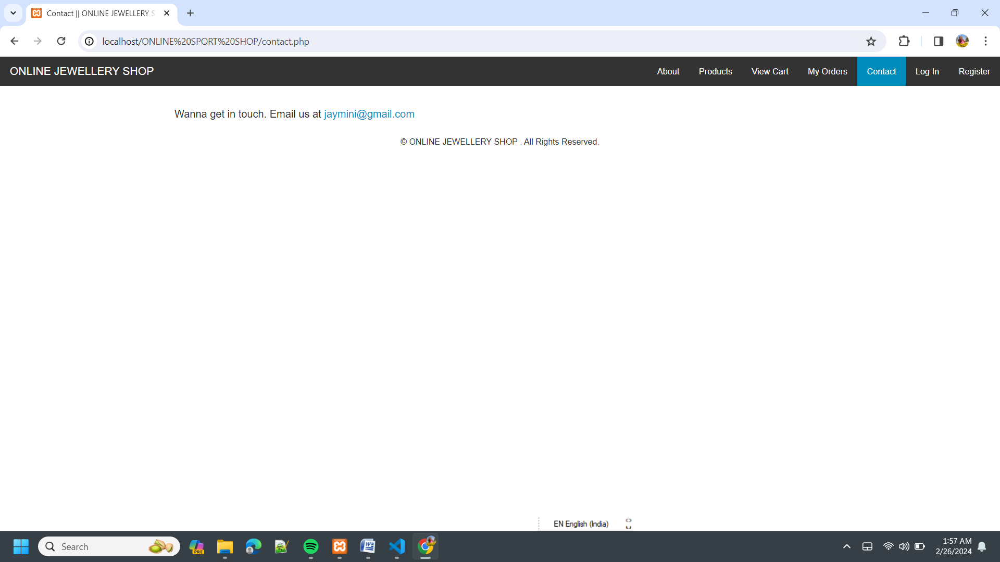 Contact || ONLINE JEWELLERY S
localhost/ONLINE%20SPORT%20SHOP/contact.php
ONLINE JEWELLERY SHOP
About
Products
View Cart
My Orders
Contact
Log In
Register
Wanna get in touch. Email us at jaymini@gmail.com
© ONLINE JEWELLERY SHOP . All Rights Reserved.
EN English (India)
Search
PRE
1:57 AM
2/26/2024